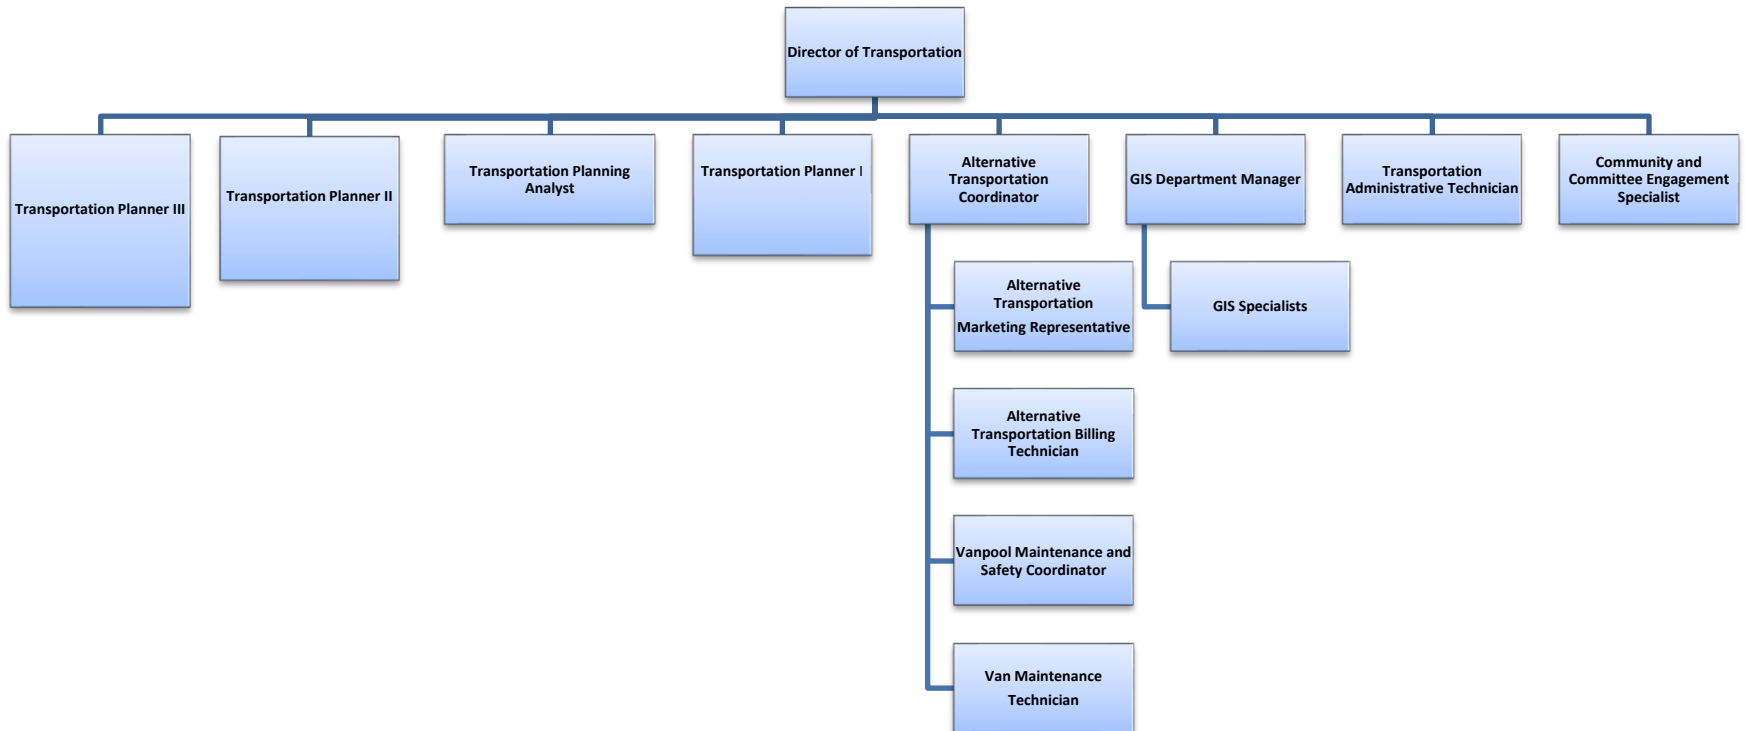 Director of Transportation
Transportation Planner III
Transportation Planner II
Transportation Planning
Analyst
Transportation Planner I
Alternative
Transportation
Coordinator
GIS Department Manager
Transportation
Administrative Technician
Community and
Committee Engagement
Specialist
Alternative
Transportation
Marketing Representative
GIS Specialists
Alternative
Transportation Billing
Technician
Vanpool Maintenance and
Safety Coordinator
Van Maintenance
Technician